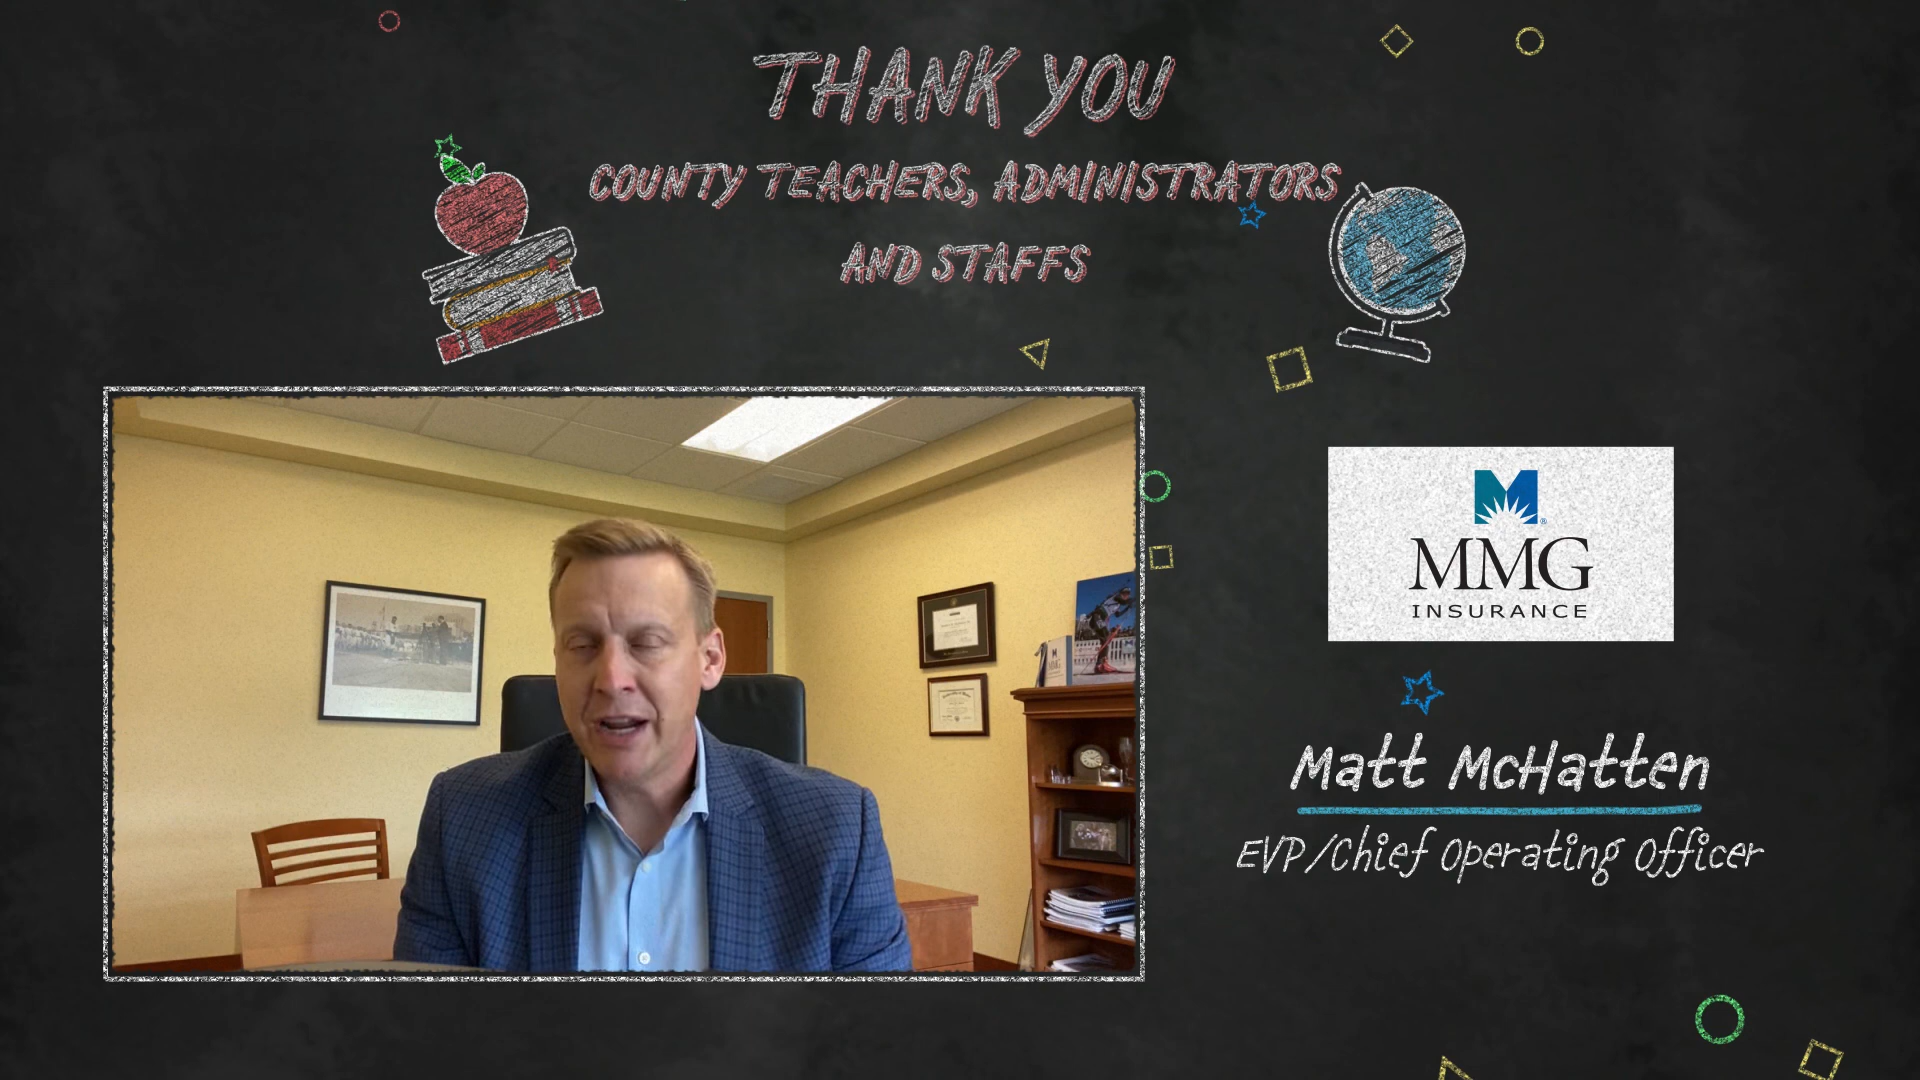 THANK YOU
COUNTY TEACHERS, ADMINISTRATORS
AND STAFFS
M®
MMG
INSURANCE
Matt McHatten
EVP/Chief Operating Officer